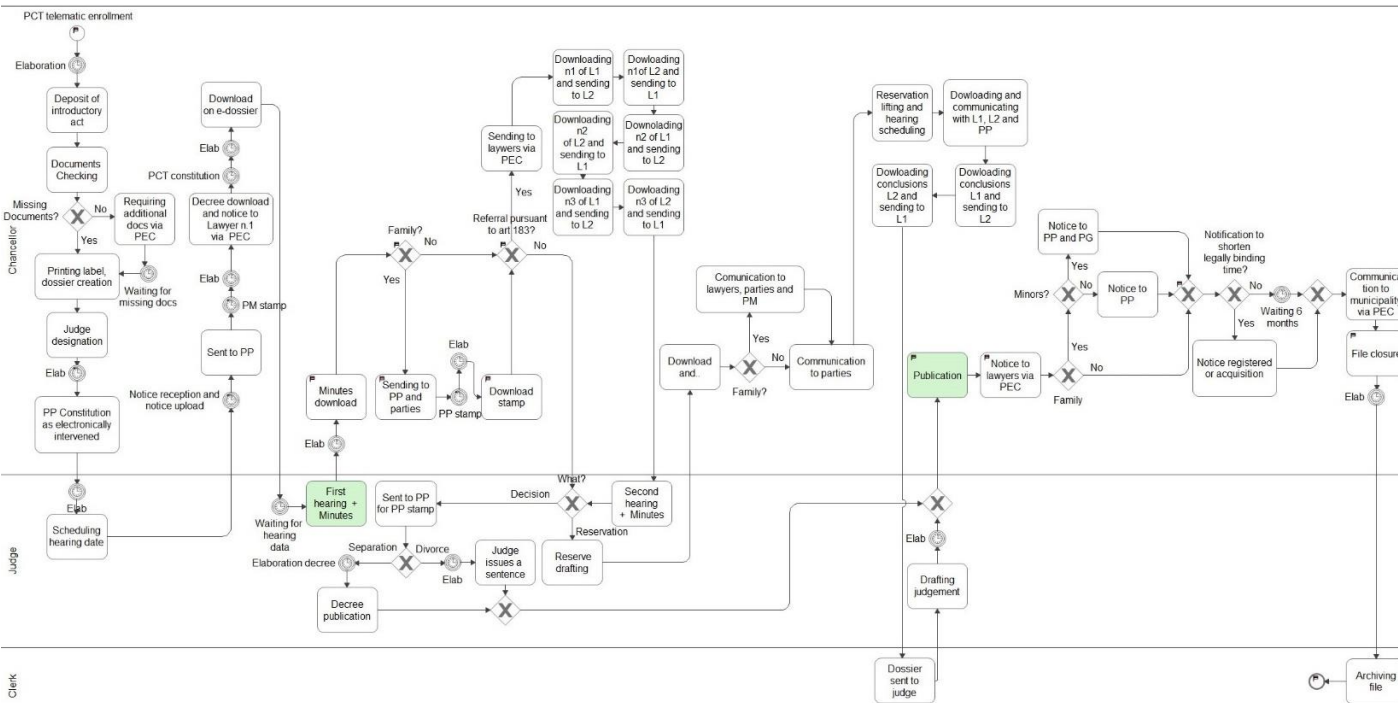 PCT telematic enrollment
Elaboration
Deposit of
introductory
act
Documents
Checking
Missing
Documents?
No
Yes
Requiring
additional
docs via
PEC
Waiting for
missing docs
Printing label,
dossier creation
Judge
designation
Elab
PP Constitution
as electronically
intervened
Elab
Scheduling
hearing date
Notice reception and
notice upload
Sent to PP
PM stamp
Elab
Decree download
and notice to
Lawyer n.1
via PEC
PCT constitution
Elab
Download
on e-dossier
Waiting for
hearing
data
First
hearing +
Minutes
Elab
Minutes
download
Family?
No
Yes
Sending to
PP and
parties
PP stamp
Elab
Download
stamp
Referral pursuant
to art 183?
No
Yes
Sending to
laywers via
PEC
Downloading
n1 of L1
and sending
to L2
Dowloading
n1of L2 and
sending to
L1
Downloading
n2
of L2 and
sending to
L1
Downolading
n2 of L1
and sending
to L2
Dowloading
n3 of L1
and sending
to L2
Dowloading
n3 of L2
and sending
to L1
Second
hearing
+ Minutes
What?
Decision
Reservation
Sent to PP
for PP stamp
Separation
Divorce
Elaboration decree
Elab
Judge
issues a
sentence
Decree
publication
Reserve
drafting
Download
and..
Family?
Yes
No
Comunication to
lawyers, parties and
PM
Communication
to parties
Reservation
lifting and
hearing
scheduling
Dowloading and
communicating
with L1, L2 and
PP
Dowloading
conclusions
L2 and
sending to
L1
Dowloading
conclusions
L1 and
sending to
L2
Dossier
sent to
judge
Drafting
judgement
Elab
Publication
Notice to
lawyers via
PEC
Family
Yes
No
Minors?
Yes
No
Notice to
PP and PG
Notice to
PP
Notification to
shorten
legally binding
time?
No
Yes
Waiting 6
months
Notice registered
or acquisition
Communica
tion to
municipality
via PEC
File closure
Elab
Archiving
file
Chancellor
Judge
Clerk